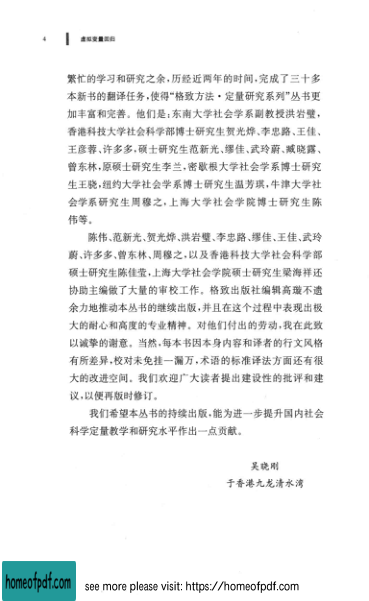 4 虚拟变量回归
繁忙的学习和研究之余,历经近两年的时间,完成了三十多
本新书的翻译任务,使得“格致方法·定量研究系列”丛书更
加丰富和完善。他们是:东南大学社会学系副教授洪岩璧,
香港科技大学社会科学部博士研究生贺光烨、李忠路、王佳、
王彦蓉、许多多,硕士研究生范新光、缪佳、武玲蔚、臧晓露、
曾东林,原硕士研究生李兰,密歇根大学社会学系博士研究
生王骁,纽约大学社会学系博士研究生温芳琪,牛津大学社
会学系研究生周穆之,上海大学社会学院博士研究生陈
伟等。
陈伟、范新光、贺光烨、洪岩璧、李忠路、缪佳、王佳、武玲
蔚、许多多、曾东林、周穆之,以及香港科技大学社会科学部
硕士研究生陈佳莹,上海大学社会学院硕士研究生梁海祥还
协助主编做了大量的审校工作。格致出版社编辑高璇不遗
余力地推动本丛书的继续出版,并且在这个过程中表现出极
大的耐心和高度的专业精神。对他们付出的劳动,我在此致
以诚挚的谢意。当然,每本书因本身内容和译者的行文风格
有所差异,校对未免挂一漏万,术语的标准译法方面还有很
大的改进空间。我们欢迎广大读者提出建设性的批评和建
议,以便再版时修订。
我们希望本丛书的持续出版,能为进一步提升国内社会
科学定量教学和研究水平作出一点贡献。
吴晓刚
于香港九龙清水湾
homeofpdf.com see more please visit: https://homeofpdf.com